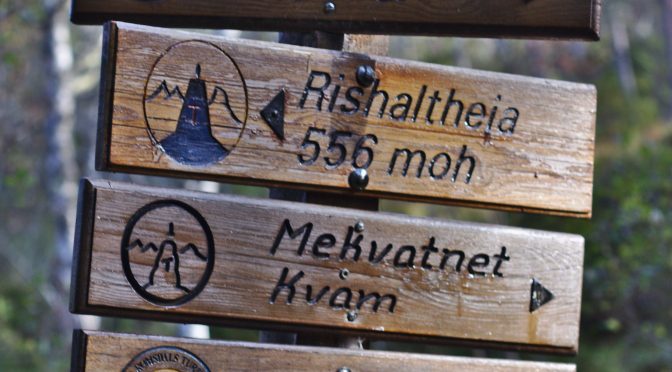 Rishaltheia
556 moh
Mekvatnet
Kvam